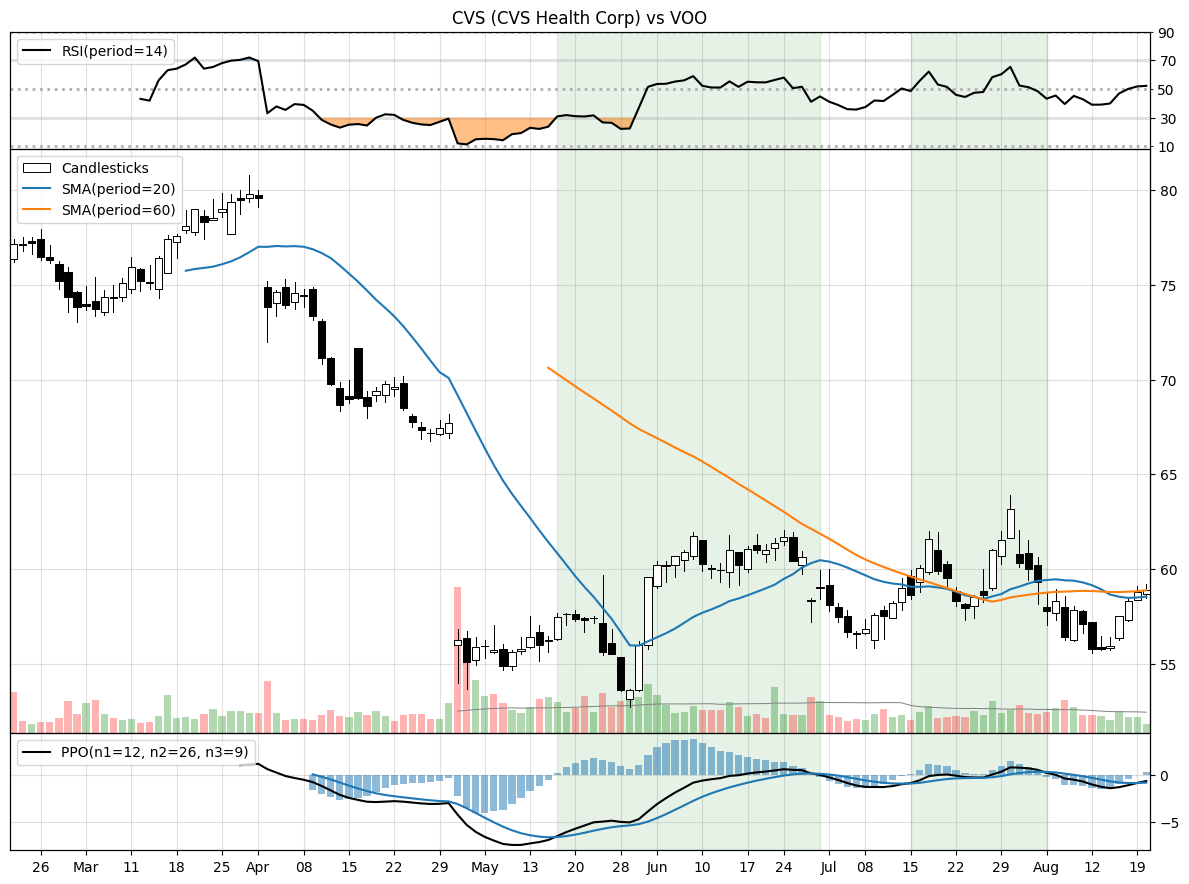 CVS (CVS Health Corp) vs VOO
RSI(period=14)
90
70
50
30
10
Candlesticks
SMA(period=20)
SMA(period=60)
80
75
70
65
60
55
PPO(n1=12, n2=26, n3=9)
0
−5
26 Mar 11 18 25 Apr 08 15 22 29 May 13 20 28 Jun 10 17 24 Jul 08 15 22 29 Aug 12 19